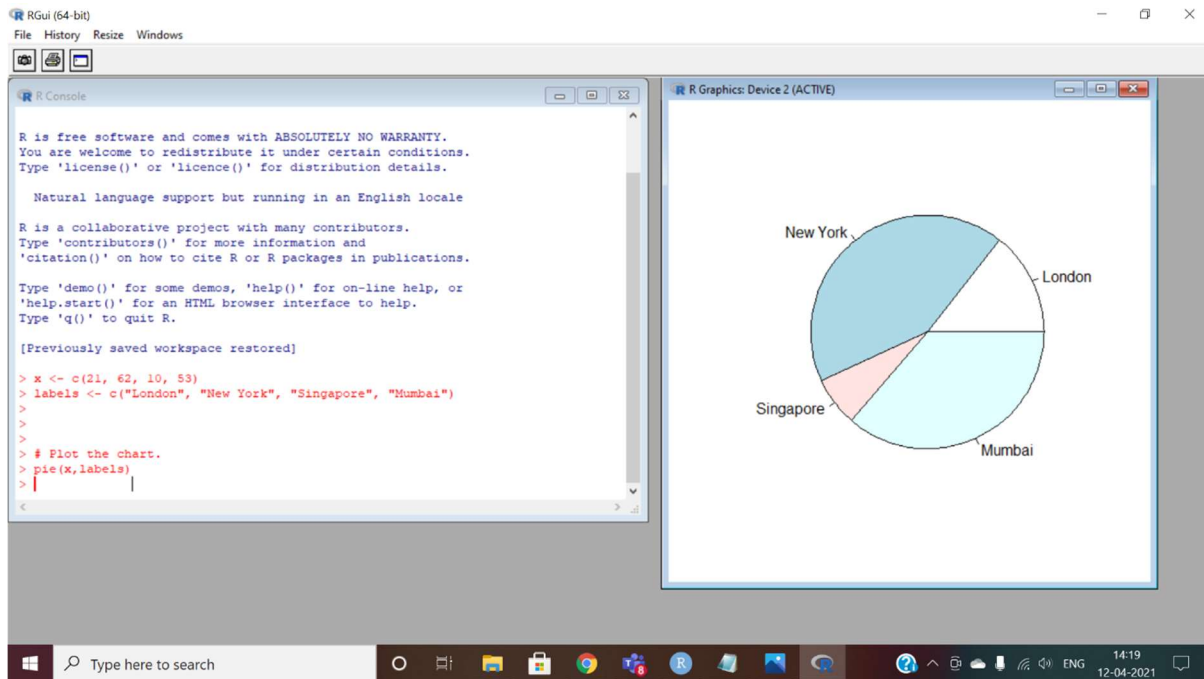 RGui (64-bit)
File History Resize Windows
R Console
R is free software and comes with ABSOLUTELY NO WARRANTY.
You are welcome to redistribute it under certain conditions.
Type 'license()' or 'licence()' for distribution details.
Natural language support but running in an English locale
R is a collaborative project with many contributors.
Type 'contributors()' for more information and
'citation()' on how to cite R or R packages in publications.
Type 'demo()' for some demos, 'help()' for on-line help, or
'help.start()' for an HTML browser interface to help.
Type 'q()' to quit R.
[Previously saved workspace restored]
> x <- c(21, 62, 10, 53)
> labels <- c("London", "New York", "Singapore", "Mumbai")
>
>
>
> # Plot the chart.
> pie(x,labels)
>
R Graphics: Device 2 (ACTIVE)
New York
London
Singapore
Mumbai
Type here to search
8
R
ENG
14:19
12-04-2021